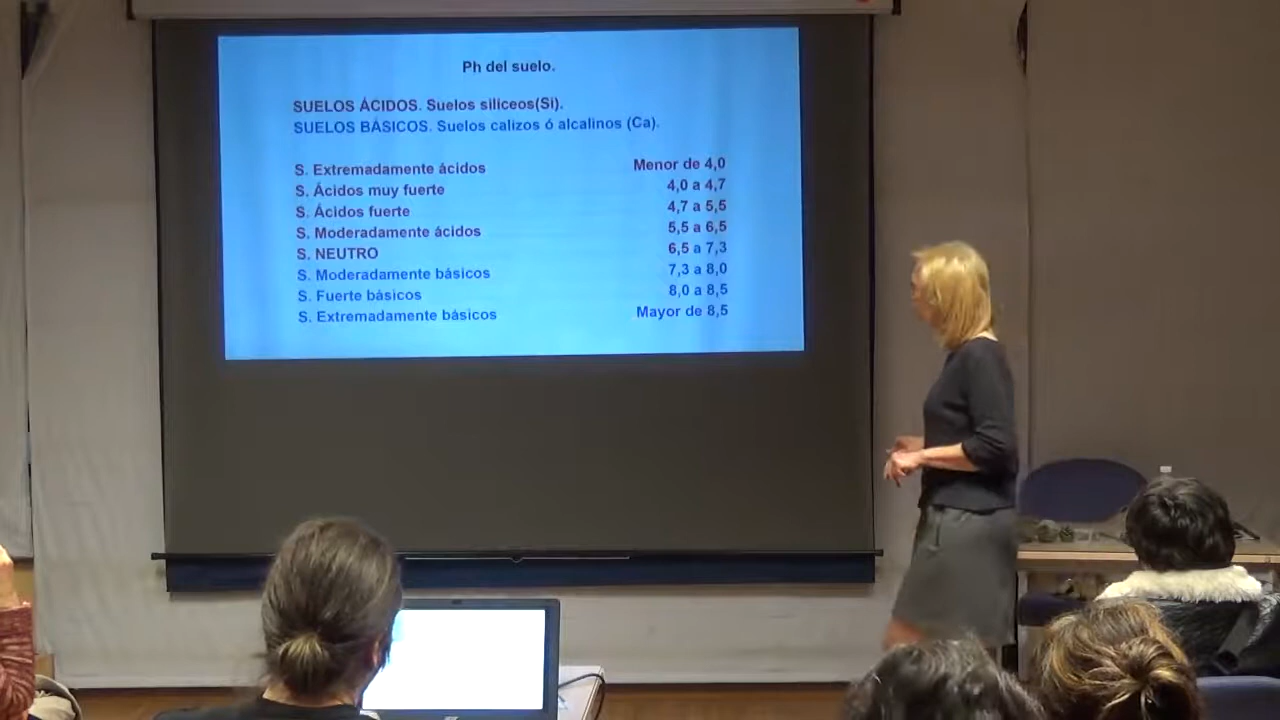 Ph del suelo.
SUELOS ÁCIDOS. Suelos siliceos(Si).
SUELOS BÁSICOS. Suelos calizos ó alcalinos (Ca).
S. Extremadamente ácidos Menor de 4,0
S. Ácidos muy fuerte 4,0 a 4,7
S. Ácidos fuerte 4,7 a 5,5
S. Moderadamente ácidos 5,5 a 6,5
S. NEUTRO 6,5 a 7,3
S. Moderadamente básicos 7,3 a 8,0
S. Fuerte básicos 8,0 a 8,5
S. Extremadamente básicos Mayor de 8,5